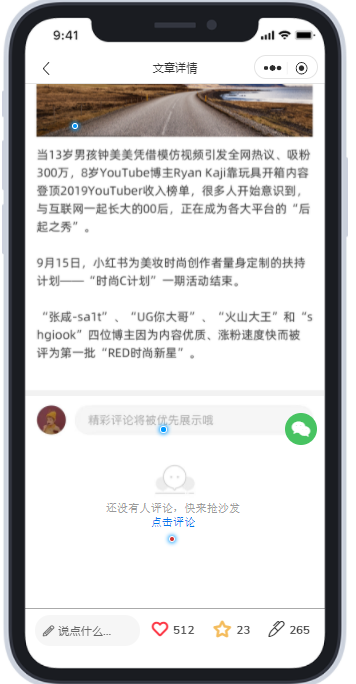 9:41
文章详情
当13岁男孩钟美美凭借模仿视频引发全网热议、吸粉
300万，8岁YouTube博主Ryan Kaji靠玩具开箱内容
登顶2019YouTuber收入榜单，很多人开始意识到，
与互联网一起长大的00后，正在成为各大平台的“后
起之秀”。
9月15日，小红书为美妆时尚创作者量身定制的扶持
计划——“时尚C计划”一期活动结束。
“张咸-sa1t”、“UG你大哥”、“火山大王”和“s
hgiook”四位博主因为内容优质、涨粉速度快而被
评为第一批“RED时尚新星”。
精彩评论将被优先展示哦
还没有人评论，快来抢沙发
点击评论
说点什么... 512 23 265